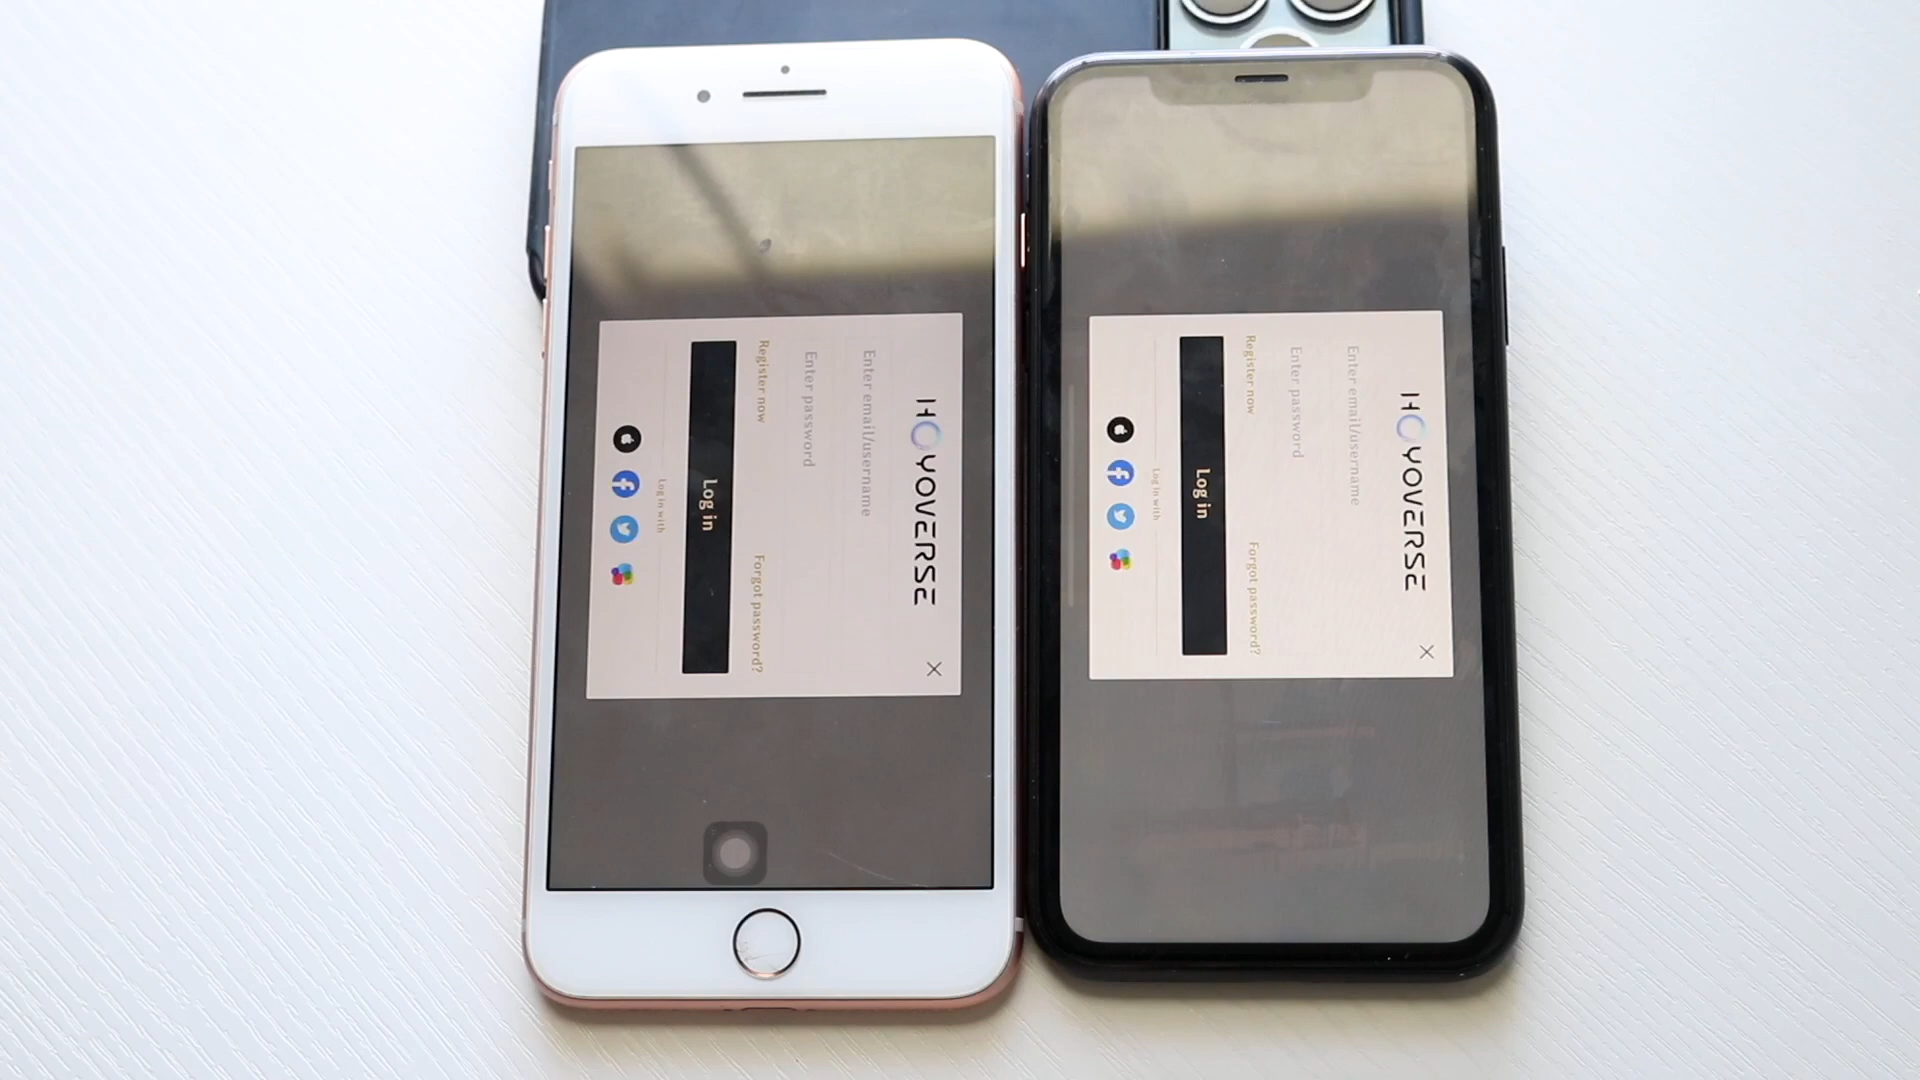 HOYOVERSE
Enter email/username
Enter password
Register now
Forgot password?
Log in
Log in with
HOYOVERSE
Enter email/username
Enter password
Register now
Forgot password?
Log in
Log in with